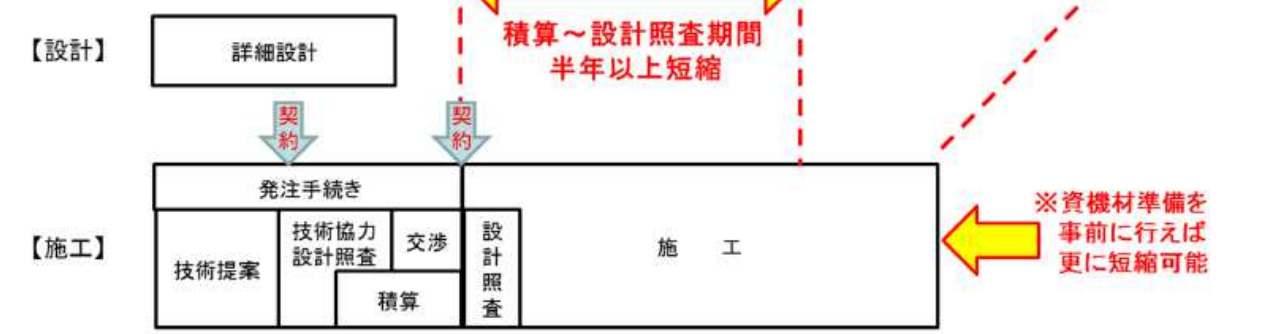 積算～設計照査期間
半年以上短縮
【設計】
詳細設計
契約
契約
発注手続き
【施工】
技術提案
技術協力
設計照査
交渉
積算
設計照査
施　工
※資機材準備を
事前に行えば
更に短縮可能